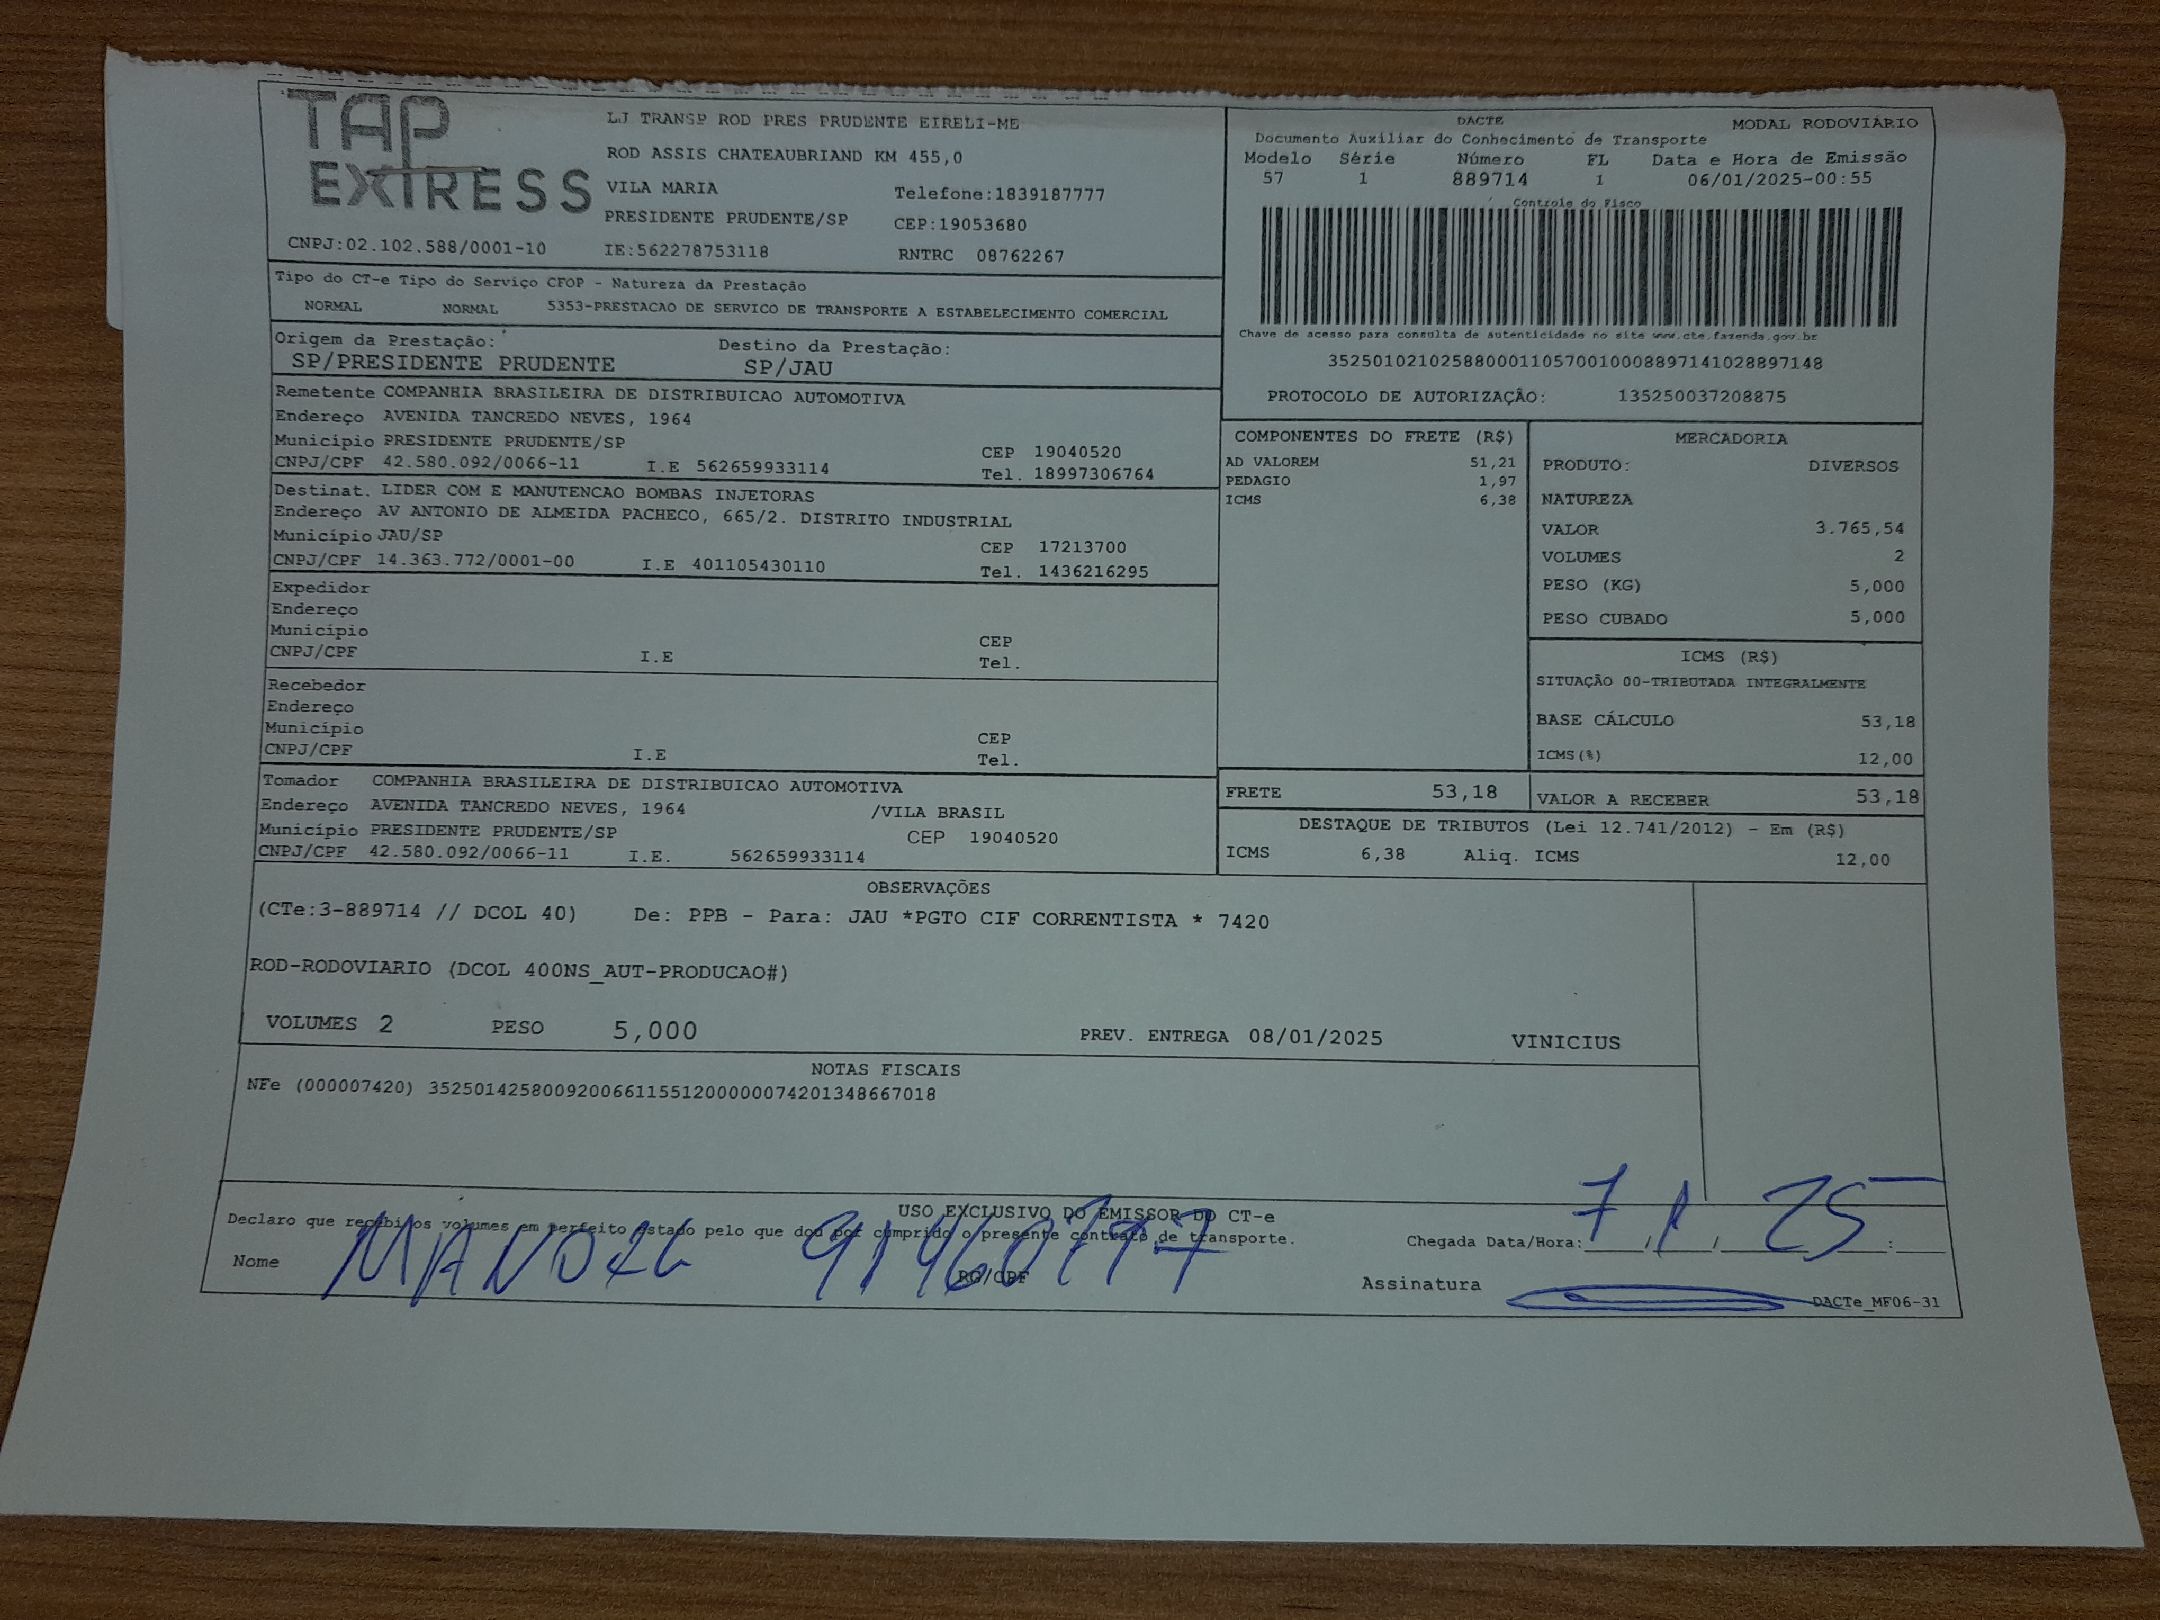 TAP
EXPRESS
LJ TRANSP ROD PRES PRUDENTE EIRELI-ME
ROD ASSIS CHATEAUBRIAND KM 455,0
VILA MARIA Telefone:1839187777
PRESIDENTE PRUDENTE/SP CEP:19053680
CNPJ:02.102.588/0001-10 IE:562278753118 RNTRC 08762267
DACTE MODAL RODOVIÁRIO
Documento Auxiliar do Conhecimento de Transporte
Modelo Série Número FL Data e Hora de Emissão
57 1 889714 1 06/01/2025-00:55
Controle do Fisco
Chave de acesso para consulta de autenticidade no site www.cte.fazenda.gov.br
35250102102588000110570010008897141028897148
PROTOCOLO DE AUTORIZAÇÃO: 135250037208875
Tipo do CT-e Tipo do Serviço CFOP - Natureza da Prestação
NORMAL NORMAL 5353-PRESTACAO DE SERVICO DE TRANSPORTE A ESTABELECIMENTO COMERCIAL
Origem da Prestação: Destino da Prestação:
SP/PRESIDENTE PRUDENTE SP/JAU
Remetente COMPANHIA BRASILEIRA DE DISTRIBUICAO AUTOMOTIVA
Endereço AVENIDA TANCREDO NEVES, 1964
Município PRESIDENTE PRUDENTE/SP CEP 19040520
CNPJ/CPF 42.580.092/0066-11 I.E 562659933114 Tel. 18997306764
Destinat. LIDER COM E MANUTENCAO BOMBAS INJETORAS
Endereço AV ANTONIO DE ALMEIDA PACHECO, 665/2. DISTRITO INDUSTRIAL
Município JAU/SP CEP 17213700
CNPJ/CPF 14.363.772/0001-00 I.E 401105430110 Tel. 1436216295
Expedidor
Endereço
Município CEP
CNPJ/CPF I.E Tel.
Recebedor
Endereço
Município CEP
CNPJ/CPF I.E Tel.
Tomador COMPANHIA BRASILEIRA DE DISTRIBUICAO AUTOMOTIVA
Endereço AVENIDA TANCREDO NEVES, 1964 /VILA BRASIL
Município PRESIDENTE PRUDENTE/SP CEP 19040520
CNPJ/CPF 42.580.092/0066-11 I.E. 562659933114
COMPONENTES DO FRETE (R$)
AD VALOREM 51,21
PEDAGIO 1,97
ICMS 6,38
MERCADORIA
PRODUTO: DIVERSOS
NATUREZA
VALOR 3.765,54
VOLUMES 2
PESO (KG) 5,000
PESO CUBADO 5,000
ICMS (R$)
SITUAÇÃO 00-TRIBUTADA INTEGRALMENTE
BASE CÁLCULO 53,18
ICMS(%) 12,00
FRETE 53,18 VALOR A RECEBER 53,18
DESTAQUE DE TRIBUTOS (Lei 12.741/2012) - Em (R$)
ICMS 6,38 Aliq. ICMS 12,00
OBSERVAÇÕES
(CTe:3-889714 // DCOL 40) De: PPB - Para: JAU *PGTO CIF CORRENTISTA * 7420
ROD-RODOVIARIO (DCOL 400NS_AUT-PRODUCAO#)
VOLUMES 2 PESO 5,000 PREV. ENTREGA 08/01/2025 VINICIUS
NOTAS FISCAIS
NFe (000007420) 35250142580092006611551200000074201348667018
USO EXCLUSIVO DO EMISSOR DO CT-e
Declaro que recebi os volumes em perfeito estado pelo que dou por cumprido o presente contrato de transporte.
Chegada Data/Hora: 7 1 25
Nome MANOEL RG/CPF
Assinatura
DACTe_MF06-31